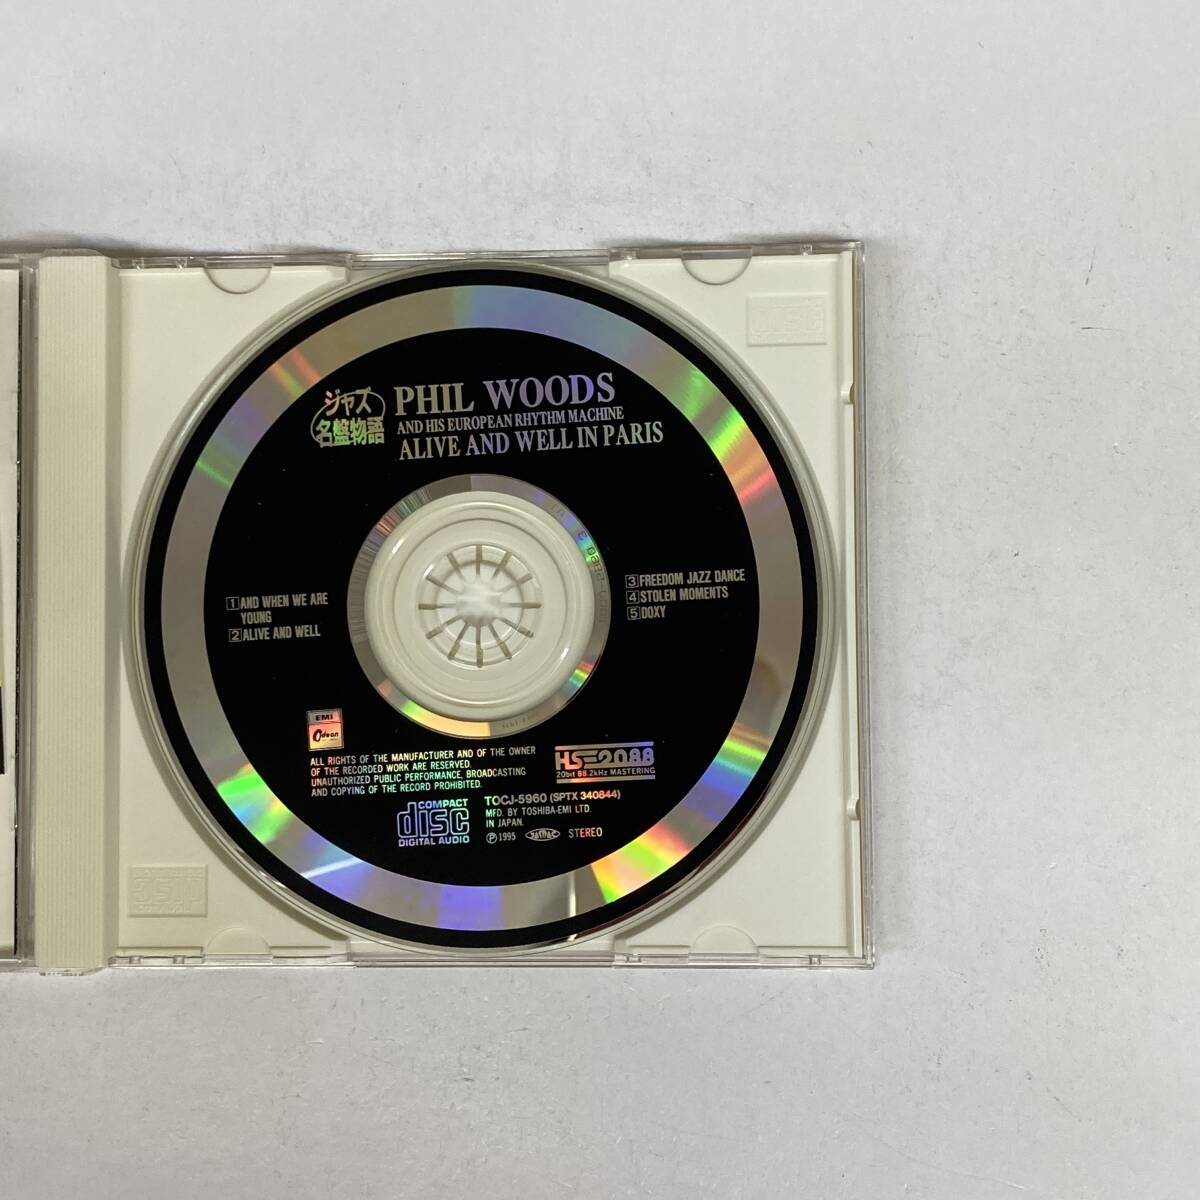 ジャズ
名盤物語
PHIL WOODS
AND HIS EUROPEAN RHYTHM MACHINE
ALIVE AND WELL IN PARIS
1 AND WHEN WE ARE
YOUNG
2 ALIVE AND WELL
3 FREEDOM JAZZ DANCE
4 STOLEN MOMENTS
5 DOXY
EMI
Odeon
ALL RIGHTS OF THE MANUFACTURER AND OF THE OWNER
OF THE RECORDED WORK ARE RESERVED.
UNAUTHORIZED PUBLIC PERFORMANCE, BROADCASTING
AND COPYING OF THE RECORD PROHIBITED.
COMPACT
disc
DIGITAL AUDIO
HS2088
20bit 88.2kHz MASTERING
TOCJ-5960 (SPTX 340844)
MFD. BY TOSHIBA-EMI LTD.
IN JAPAN.
Ⓟ1995 JASRAC STEREO